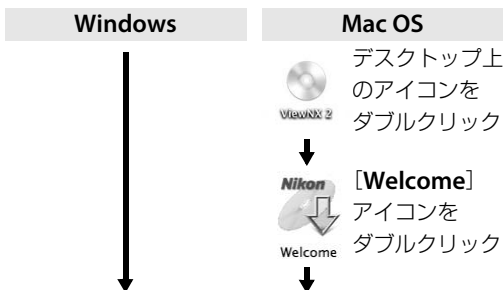 Windows
Mac OS
ViewNX 2
デスクトップ上
のアイコンを
ダブルクリック
Nikon
Welcome
［Welcome］
アイコンを
ダブルクリック